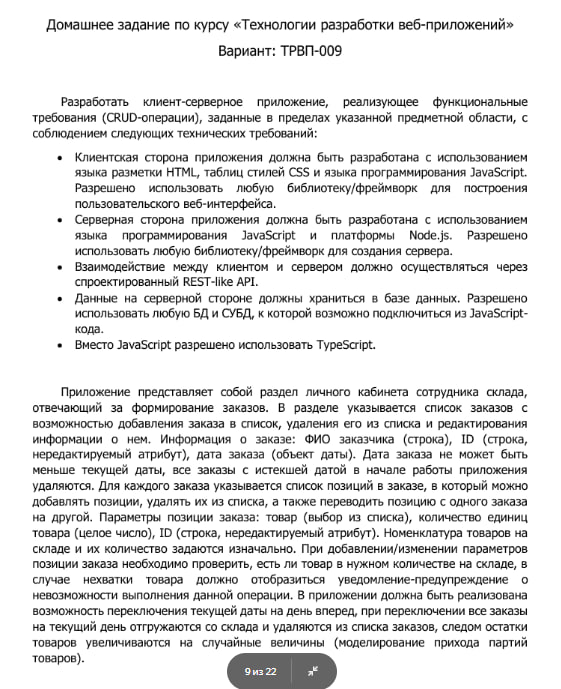 Домашнее задание по курсу «Технологии разработки веб-приложений»
Вариант: ТРВП-009
Разработать клиент-серверное приложение, реализующее функциональные
требования (CRUD-операции), заданные в пределах указанной предметной области, с
соблюдением следующих технических требований:
• Клиентская сторона приложения должна быть разработана с использованием
языка разметки HTML, таблиц стилей CSS и языка программирования JavaScript.
Разрешено использовать любую библиотеку/фреймворк для построения
пользовательского веб-интерфейса.
• Серверная сторона приложения должна быть разработана с использованием
языка программирования JavaScript и платформы Node.js. Разрешено
использовать любую библиотеку/фреймворк для создания сервера.
• Взаимодействие между клиентом и сервером должно осуществляться через
спроектированный REST-like API.
• Данные на серверной стороне должны храниться в базе данных. Разрешено
использовать любую БД и СУБД, к которой возможно подключиться из JavaScript-
кода.
• Вместо JavaScript разрешено использовать TypeScript.
Приложение представляет собой раздел личного кабинета сотрудника склада,
отвечающий за формирование заказов. В разделе указывается список заказов с
возможностью добавления заказа в список, удаления его из списка и редактирования
информации о нем. Информация о заказе: ФИО заказчика (строка), ID (строка,
нередактируемый атрибут), дата заказа (объект даты). Дата заказа не может быть
меньше текущей даты, все заказы с истекшей датой в начале работы приложения
удаляются. Для каждого заказа указывается список позиций в заказе, в который можно
добавлять позиции, удалять их из списка, а также переводить позицию с одного заказа
на другой. Параметры позиции заказа: товар (выбор из списка), количество единиц
товара (целое число), ID (строка, нередактируемый атрибут). Номенклатура товаров на
складе и их количество задаются изначально. При добавлении/изменении параметров
позиции заказа необходимо проверить, есть ли товар в нужном количестве на складе, в
случае нехватки товара должно отобразиться уведомление-предупреждение о
невозможности выполнения данной операции. В приложении должна быть реализована
возможность переключения текущей даты на день вперед, при переключении все заказы
на текущий день отгружаются со склада и удаляются из списка заказов, следом остатки
товаров увеличиваются на случайные величины (моделирование прихода партий
товаров).
9 из 22